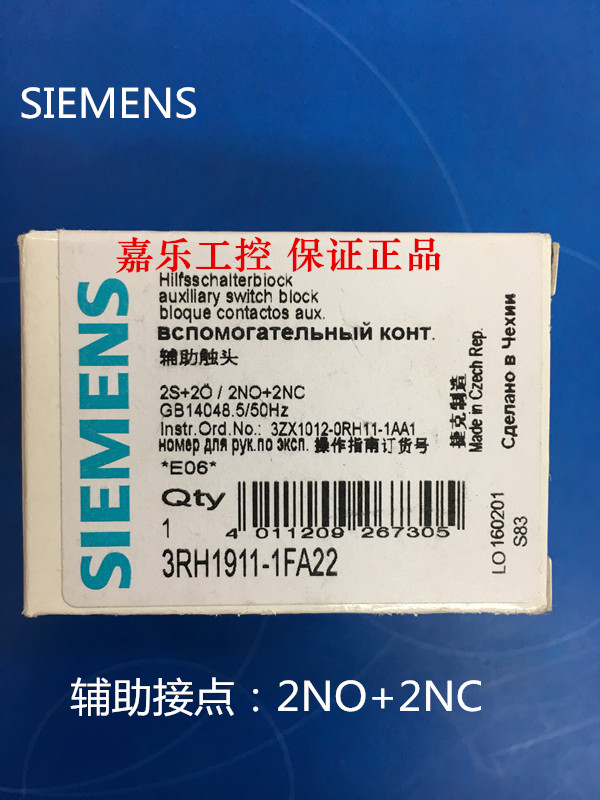 SIEMENS
嘉乐工控 保证正品
SIEMENS
Hilfsschalterblock
auxiliary switch block
bloque contactos aux.
вспомогательный конт.
辅助触头
2S+2Ö / 2NO+2NC
GB14048.5/50Hz
Instr.Ord.No.: 3ZX1012-0RH11-1AA1
номер для рук.по эксп. 操作指南订货号
*E06*
Qty
1
4 011209 267305
3RH1911-1FA22
捷克制造
Made in Czech Rep.
Сделано в Чехии
LO160201
S83
辅助接点：2NO+2NC